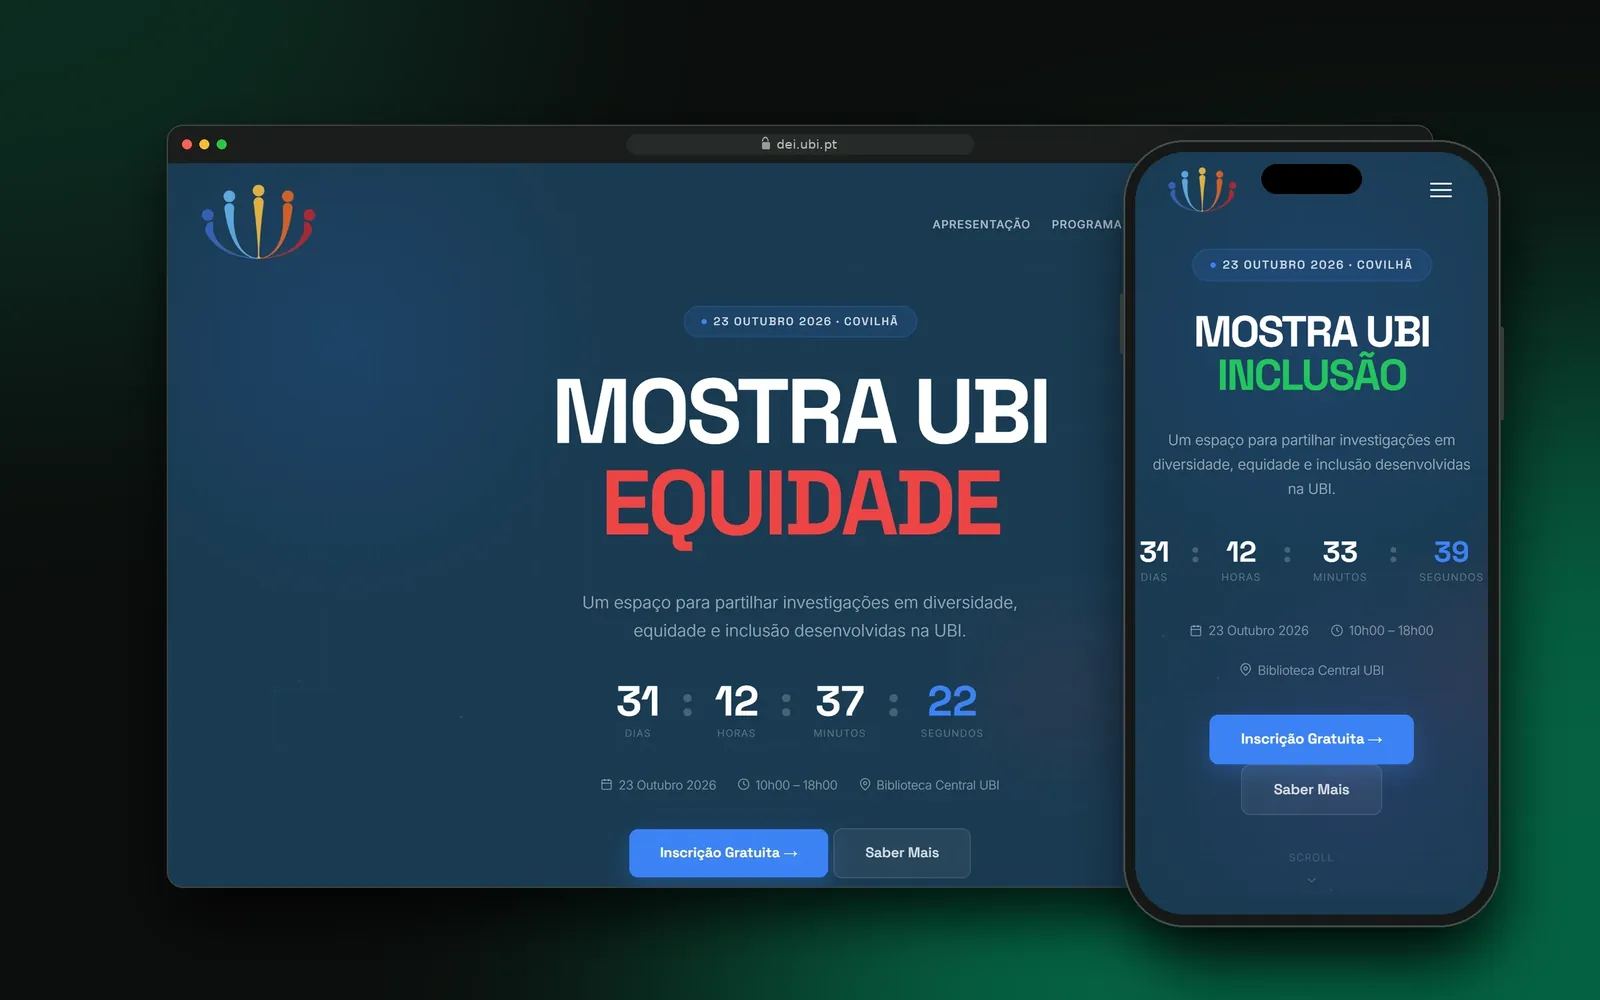 dei.ubi.pt
APRESENTAÇÃO PROGRAMA
23 OUTUBRO 2026 · COVILHÃ
MOSTRA UBI
EQUIDADE
Um espaço para partilhar investigações em diversidade,
equidade e inclusão desenvolvidas na UBI.
31 : 12 : 37 : 22
DIAS HORAS MINUTOS SEGUNDOS
23 Outubro 2026 10h00 – 18h00 Biblioteca Central UBI
Inscrição Gratuita → Saber Mais
23 OUTUBRO 2026 · COVILHÃ
MOSTRA UBI
INCLUSÃO
Um espaço para partilhar investigações em
diversidade, equidade e inclusão desenvolvidas
na UBI.
31 : 12 : 33 : 39
DIAS HORAS MINUTOS SEGUNDOS
23 Outubro 2026 10h00 – 18h00
Biblioteca Central UBI
Inscrição Gratuita →
Saber Mais
SCROLL